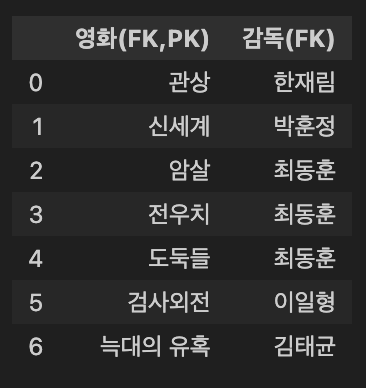 영화(FK,PK) 감독(FK)
0 관상 한재림
1 신세계 박훈정
2 암살 최동훈
3 전우치 최동훈
4 도둑들 최동훈
5 검사외전 이일형
6 늑대의 유혹 김태균